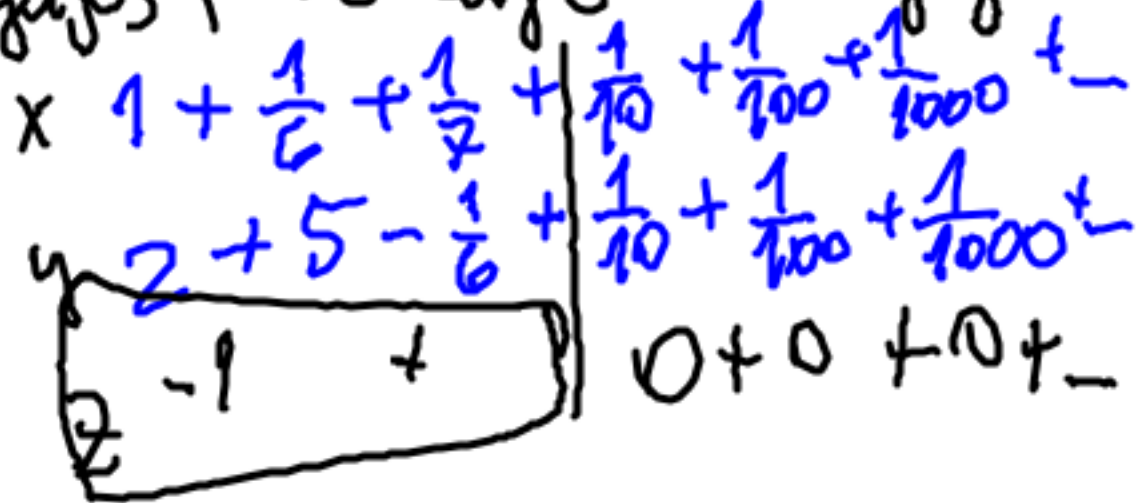 x 1 + 1/6 + 1/7 + | 1/10 + 1/100 + 1/1000 + _
y 2 + 5 - 1/6 + | 1/10 + 1/100 + 1/1000 + _
z -1 + | 0 + 0 + 0 + _